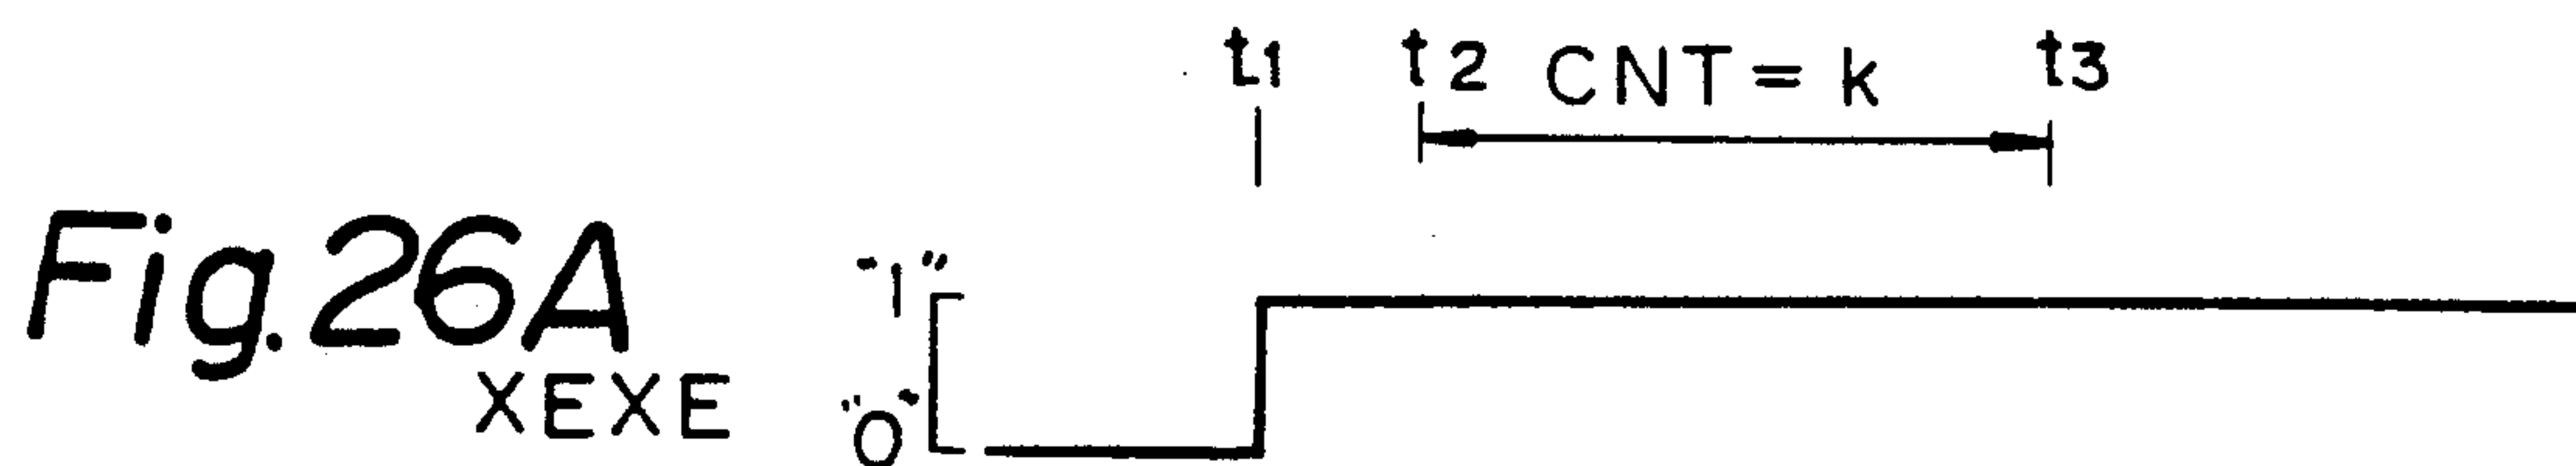 t1 t2 CNT = k t3
Fig. 26A
"1"
XEXE
"0"